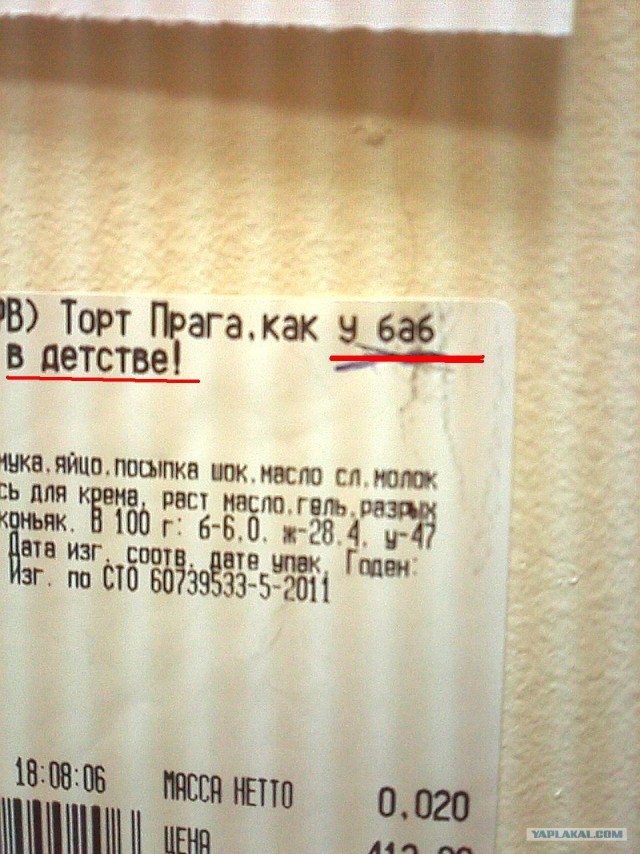 РВ) Торт Прага.как у баб
в детстве!
мука.яйцо.посыпка шок.масло сл.молок
сь для крема, раст масло.гель.разрых
коньяк. В 100 г: б-6.0. ж-28.4. у-47
Дата изг. соотв. дате упак. Годен:
Изг. по СТО 60739533-5-2011
18:08:06 МАССА НЕТТО 0.020
ЦЕНА
YAPLAKAL.COM